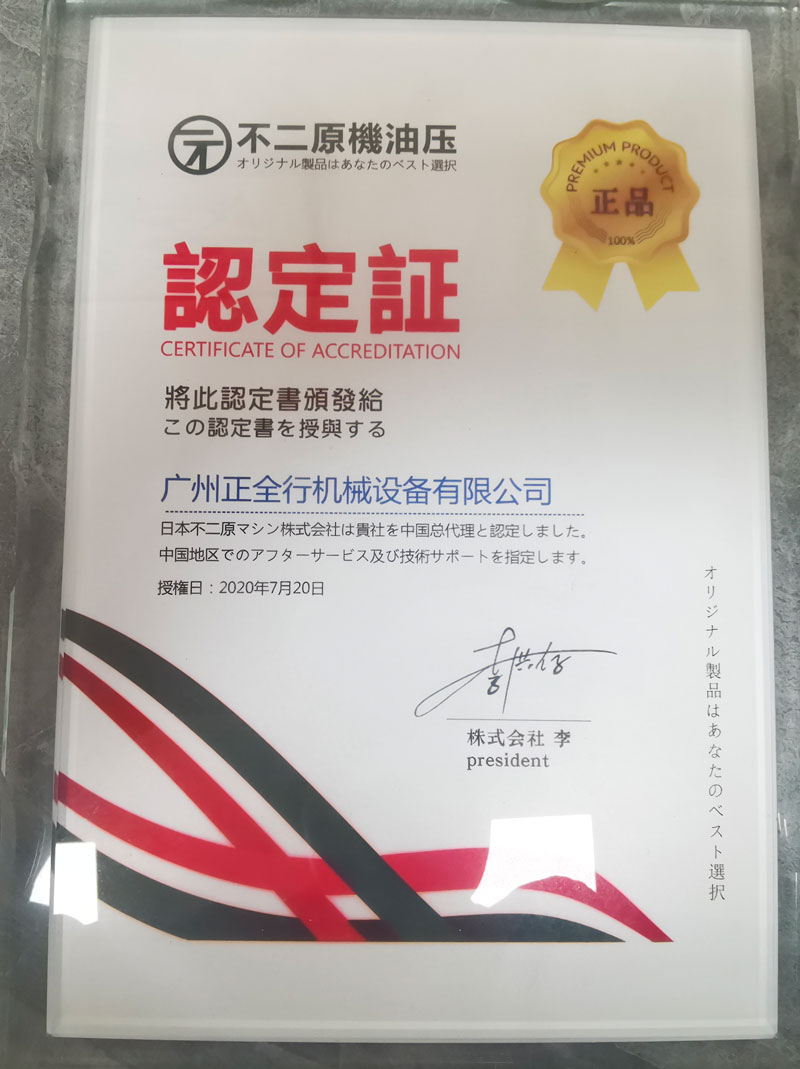 不二原機油压
オリジナル製品はあなたのベスト選択
PREMIUM PRODUCT
正品
100%
認定証
CERTIFICATE OF ACCREDITATION
將此認定書頒發給
この認定書を授與する
广州正全行机械设备有限公司
日本不二原マシン株式会社は貴社を中国总代理と認定しました。
中国地区でのアフターサービス及び技術サポートを指定します。
授権日：2020年7月20日
株式会社 李
president
オリジナル製品はあなたのベスト選択